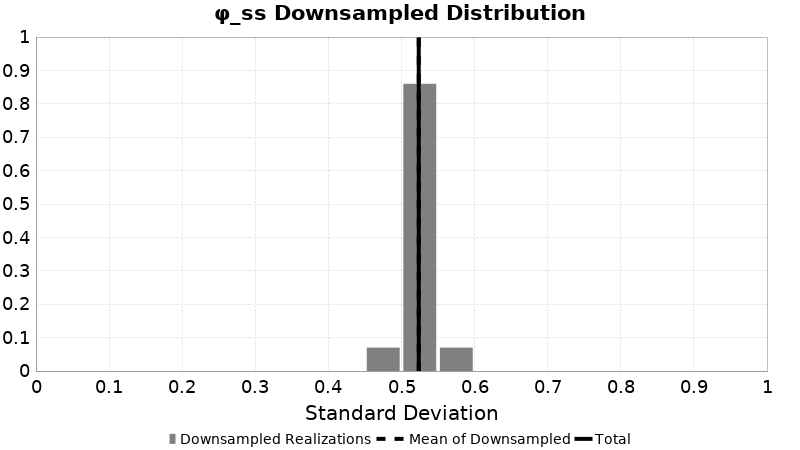 φ_ss Downsampled Distribution
1
0.9
0.8
0.7
0.6
0.5
0.4
0.3
0.2
0.1
0
0 0.1 0.2 0.3 0.4 0.5 0.6 0.7 0.8 0.9 1
Standard Deviation
Downsampled Realizations Mean of Downsampled Total